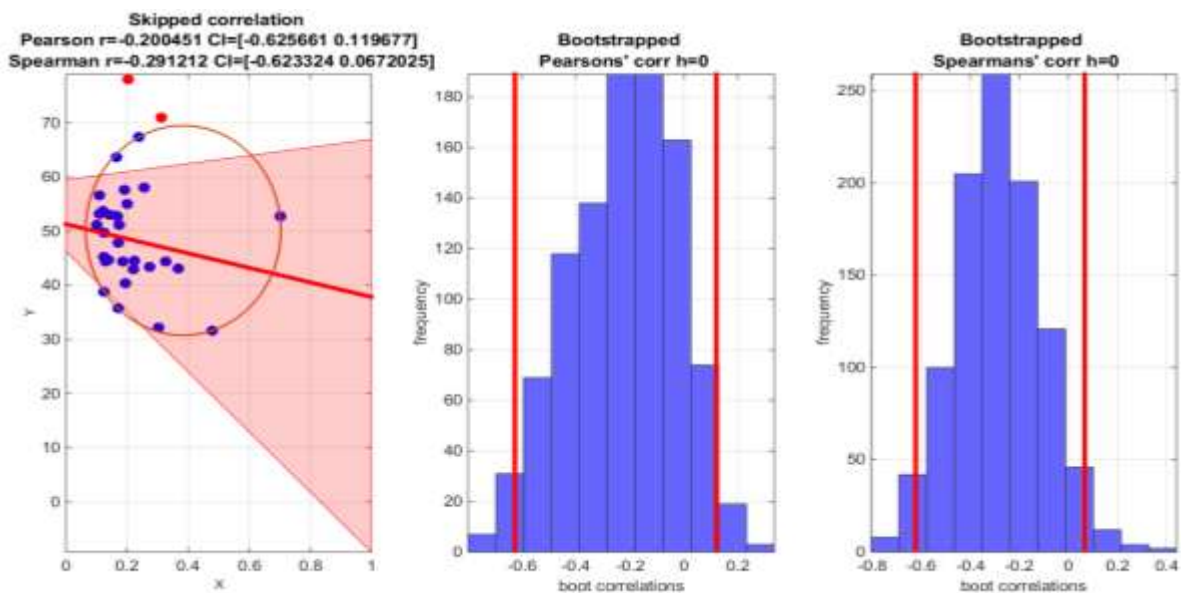 Skipped correlation
Pearson r=-0.200451 CI=[-0.625661 0.119677]
Spearman r=-0.291212 CI=[-0.623324 0.0672025]
70
60
50
40
30
20
10
0
Y
0 0.2 0.4 0.6 0.8 1
X
Bootstrapped
Pearsons' corr h=0
180
160
140
120
100
80
60
40
20
0
frequency
-0.6 -0.4 -0.2 0 0.2
boot correlations
Bootstrapped
Spearmans' corr h=0
250
200
150
100
50
0
frequency
-0.8 -0.6 -0.4 -0.2 0 0.2 0.4
boot correlations